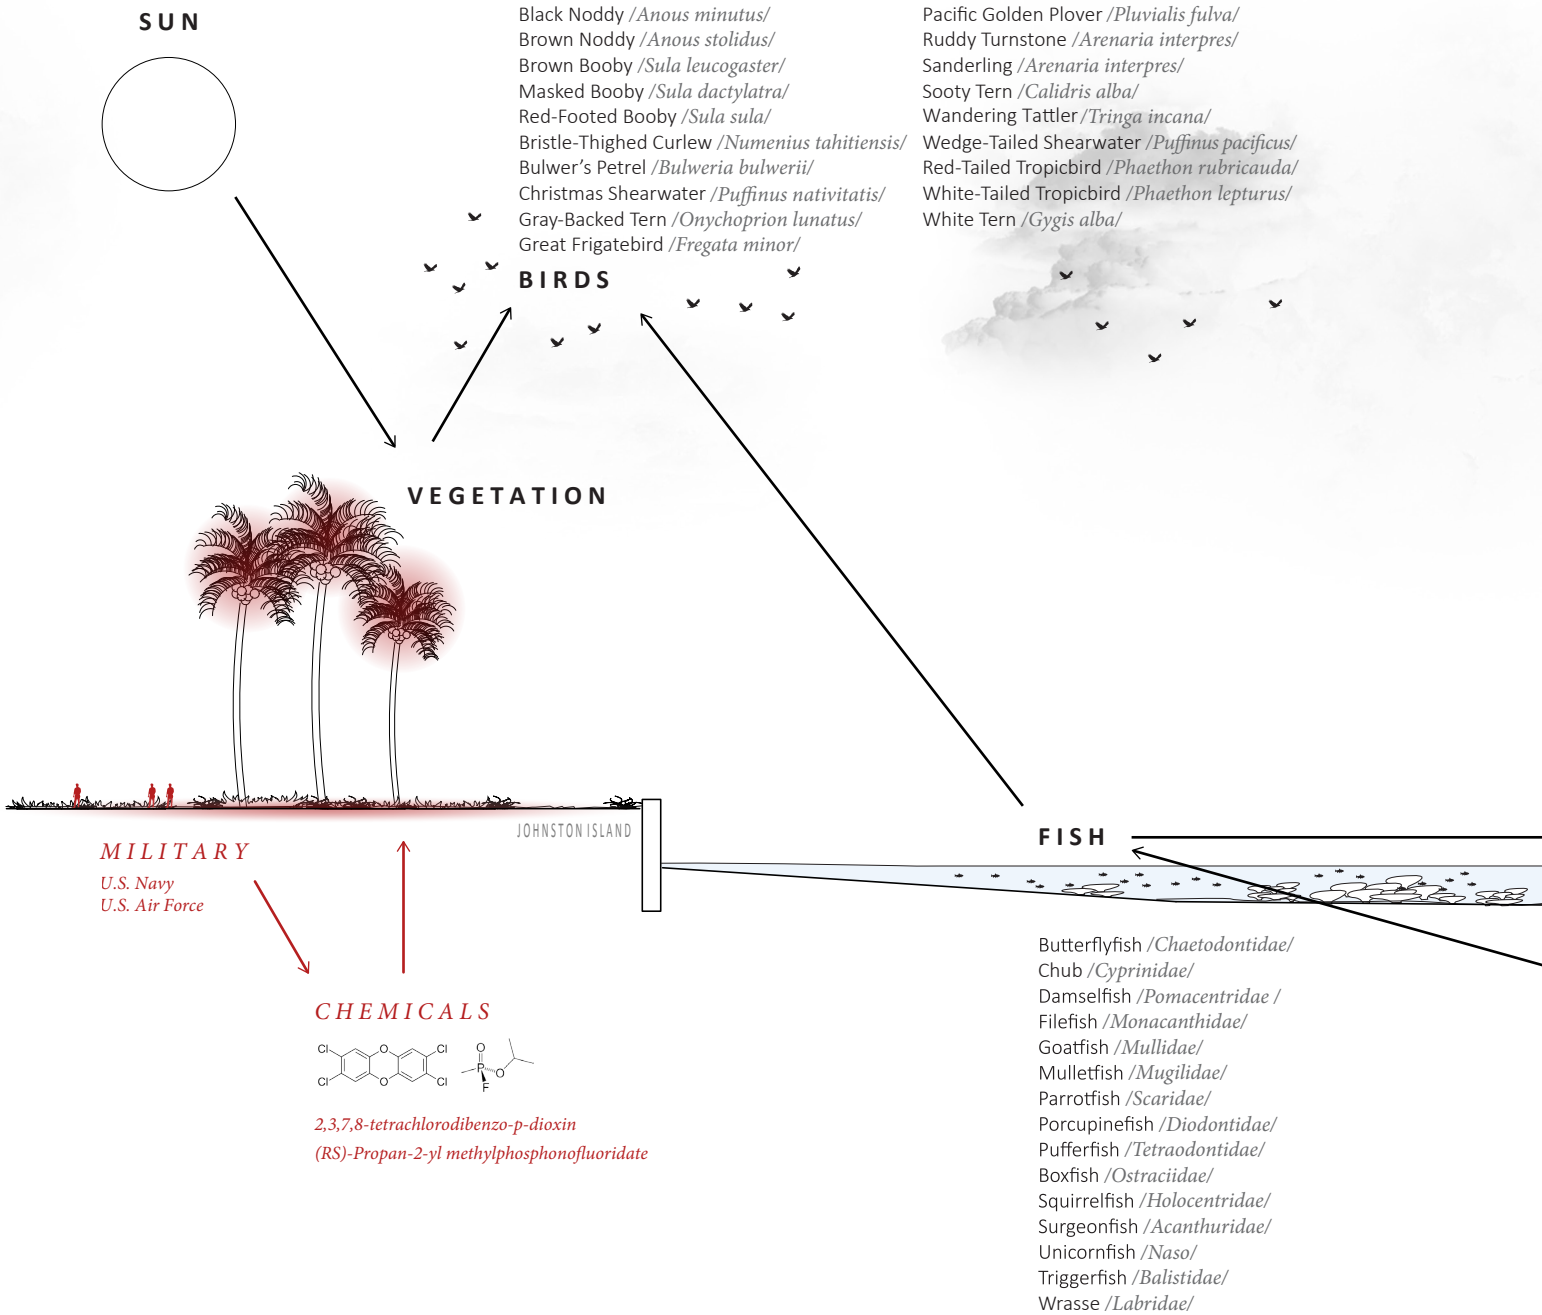 SUN
Black Noddy /Anous minutus/
Brown Noddy /Anous stolidus/
Brown Booby /Sula leucogaster/
Masked Booby /Sula dactylatra/
Red-Footed Booby /Sula sula/
Bristle-Thighed Curlew /Numenius tahitiensis/
Bulwer’s Petrel /Bulweria bulwerii/
Christmas Shearwater /Puffinus nativitatis/
Gray-Backed Tern /Onychoprion lunatus/
Great Frigatebird /Fregata minor/
Pacific Golden Plover /Pluvialis fulva/
Ruddy Turnstone /Arenaria interpres/
Sanderling /Arenaria interpres/
Sooty Tern /Calidris alba/
Wandering Tattler /Tringa incana/
Wedge-Tailed Shearwater /Puffinus pacificus/
Red-Tailed Tropicbird /Phaethon rubricauda/
White-Tailed Tropicbird /Phaethon lepturus/
White Tern /Gygis alba/
BIRDS
VEGETATION
JOHNSTON ISLAND
MILITARY
U.S. Navy
U.S. Air Force
CHEMICALS
Cl O Cl
Cl O Cl
O
P O
F
2,3,7,8-tetrachlorodibenzo-p-dioxin
(RS)-Propan-2-yl methylphosphonofluoridate
FISH
Butterflyfish /Chaetodontidae/
Chub /Cyprinidae/
Damselfish /Pomacentridae /
Filefish /Monacanthidae/
Goatfish /Mullidae/
Mulletfish /Mugilidae/
Parrotfish /Scaridae/
Porcupinefish /Diodontidae/
Pufferfish /Tetraodontidae/
Boxfish /Ostraciidae/
Squirrelfish /Holocentridae/
Surgeonfish /Acanthuridae/
Unicornfish /Naso/
Triggerfish /Balistidae/
Wrasse /Labridae/